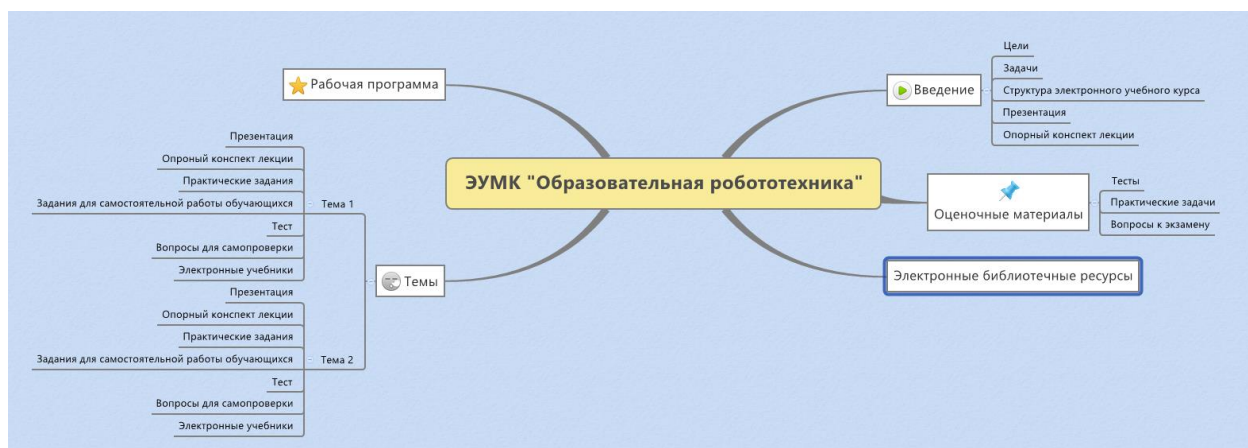 ЭУМК "Образовательная робототехника"
Рабочая программа
Темы
Тема 1
Презентация
Опроный конспект лекции
Практические задания
Задания для самостоятельной работы обучающихся
Тест
Вопросы для самопроверки
Электронные учебники
Тема 2
Презентация
Опорный конспект лекции
Практические задания
Задания для самостоятельной работы обучающихся
Тест
Вопросы для самопроверки
Электронные учебники
Введение
Цели
Задачи
Структура электронного учебного курса
Презентация
Опорный конспект лекции
Оценочные материалы
Тесты
Практические задачи
Вопросы к экзамену
Электронные библиотечные ресурсы